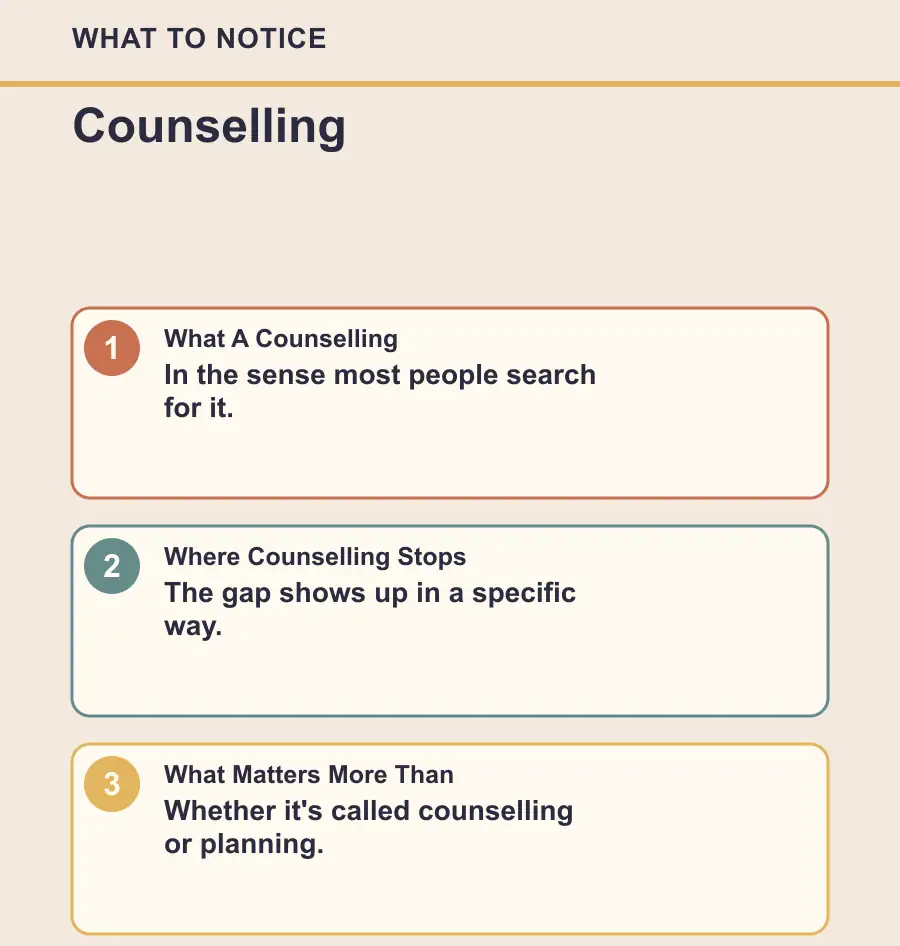 WHAT TO NOTICE
Counselling
1
What A Counselling
In the sense most people search
for it.
2
Where Counselling Stops
The gap shows up in a specific
way.
3
What Matters More Than
Whether it's called counselling
or planning.